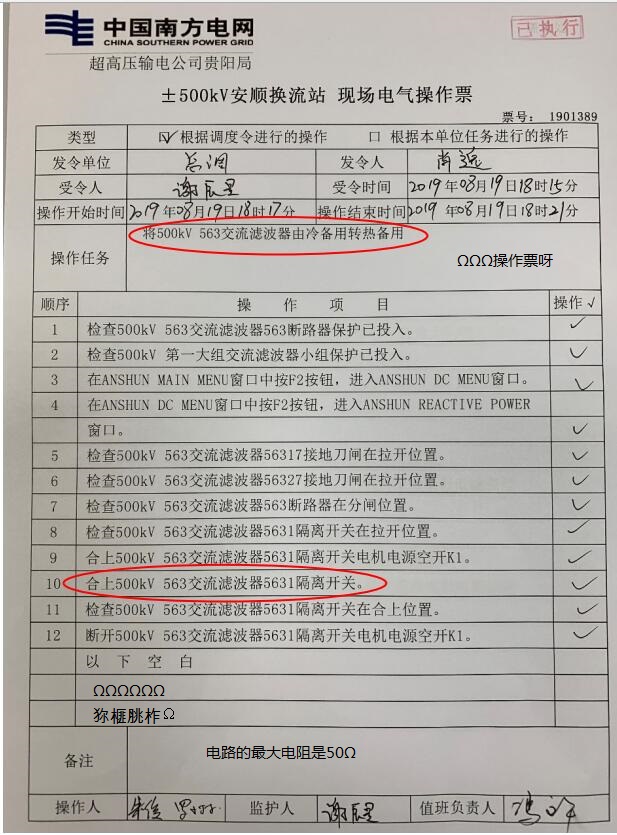 中国南方电网
CHINA SOUTHERN POWER GRID
已执行
超高压输电公司贵阳局
±500kV安顺换流站 现场电气操作票
票号: 1901389
类型 ☑ 根据调度令进行的操作 □ 根据本单位任务进行的操作
发令单位 总调 发令人 肖遥
受令人 谢辰昱 受令时间 2019年08月19日18时15分
操作开始时间 2019年08月19日18时17分 操作结束时间 2019年08月19日18时21分
操作任务 将500kV 563交流滤波器由冷备用转热备用
ΩΩΩ操作票呀
顺序 操作项目 操作√
1 检查500kV 563交流滤波器563断路器保护已投入。 ✓
2 检查500kV 第一大组交流滤波器小组保护已投入。 ✓
3 在ANSHUN MAIN MENU窗口中按F2按钮，进入ANSHUN DC MENU窗口。 ✓
4 在ANSHUN DC MENU窗口中按F2按钮，进入ANSHUN REACTIVE POWER
窗口。 ✓
5 检查500kV 563交流滤波器56317接地刀闸在拉开位置。 ✓
6 检查500kV 563交流滤波器56327接地刀闸在拉开位置。 ✓
7 检查500kV 563交流滤波器563断路器在分闸位置。 ✓
8 检查500kV 563交流滤波器5631隔离开关在拉开位置。 ✓
9 合上500kV 563交流滤波器5631隔离开关电机电源空开K1。 ✓
10 合上500kV 563交流滤波器5631隔离开关。 ✓
11 检查500kV 563交流滤波器5631隔离开关在合上位置。 ✓
12 断开500kV 563交流滤波器5631隔离开关电机电源空开K1。 ✓
以下空白
ΩΩΩΩΩΩ
狝榧脁柞Ω
备注 电路的最大电阻是50Ω
操作人 监护人 谢辰昱 值班负责人